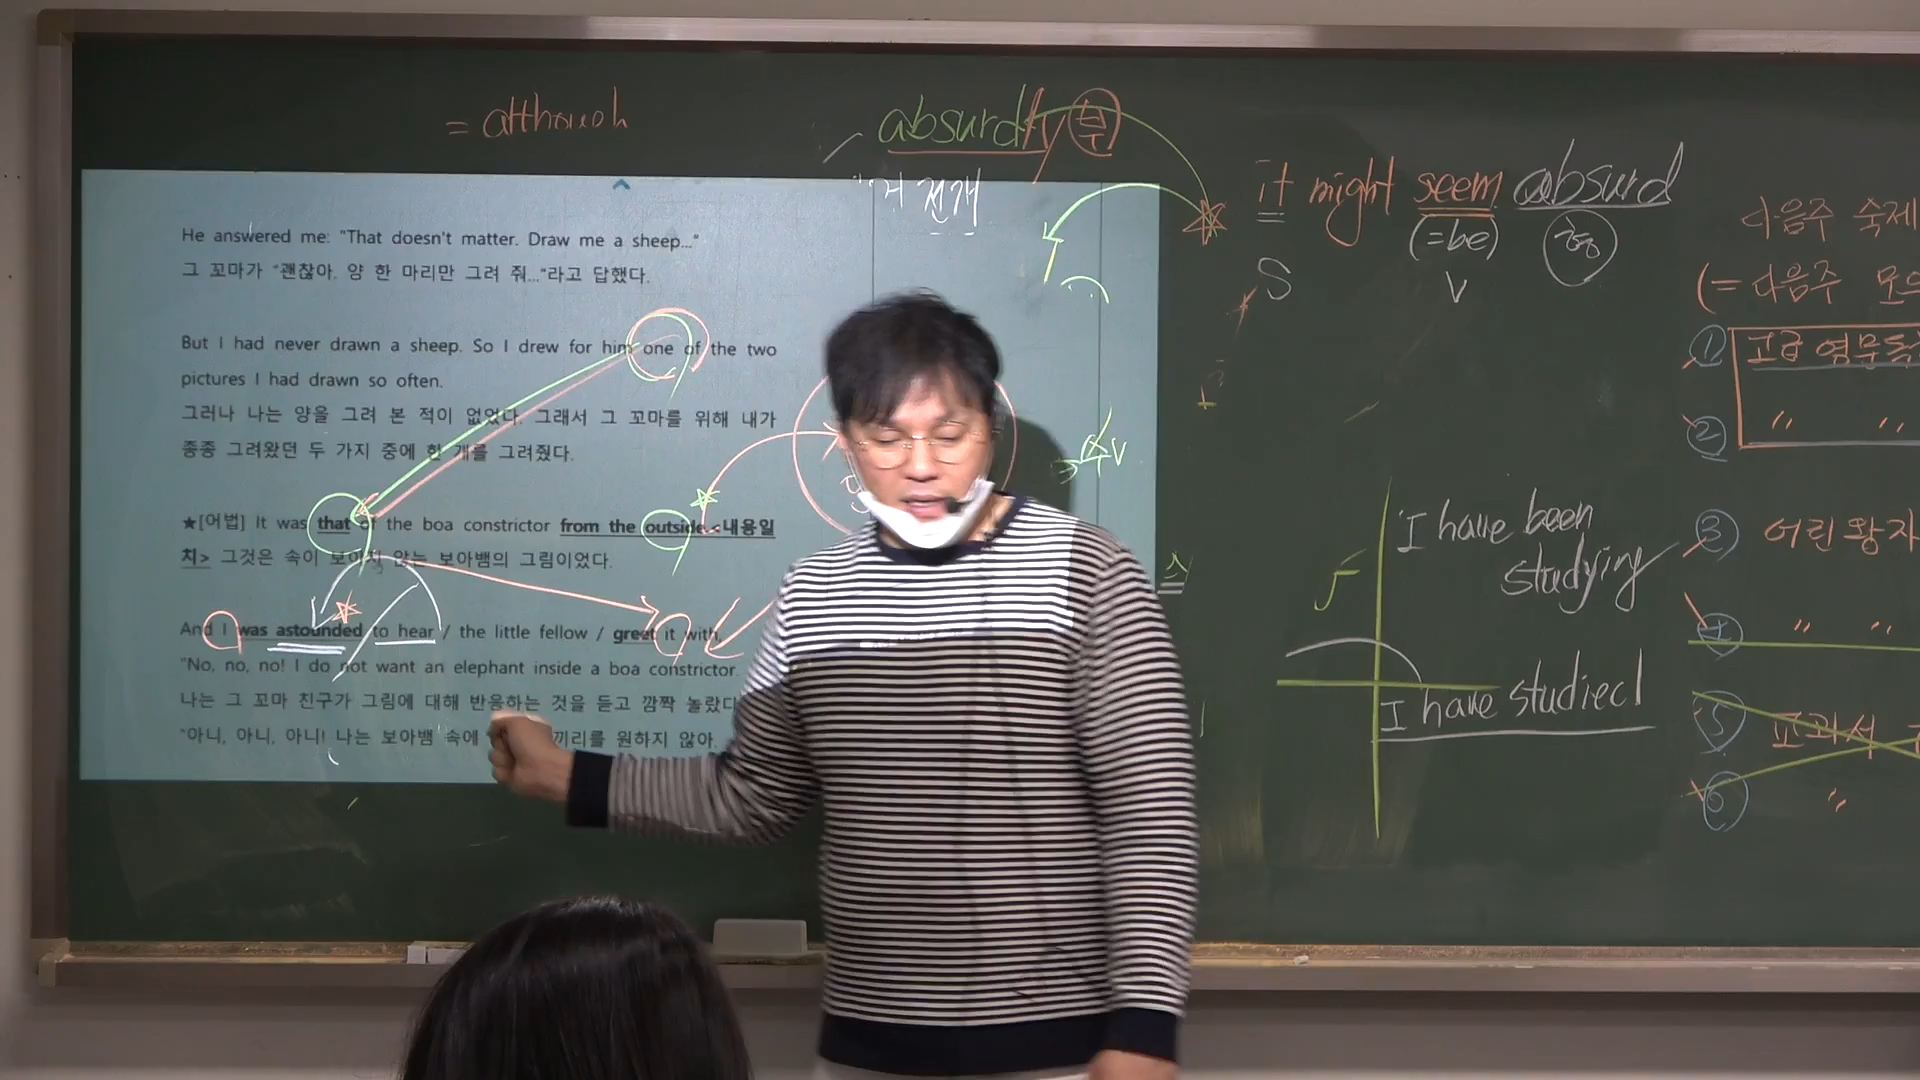 = although
absurdly 부
전개
He answered me: "That doesn't matter. Draw me a sheep..."
그 꼬마가 "괜찮아. 양 한 마리만 그려 줘..."라고 답했다.
But I had never drawn a sheep. So I drew for him one of the two
pictures I had drawn so often.
그러나 나는 양을 그려 본 적이 없었다. 그래서 그 꼬마를 위해 내가
종종 그려왔던 두 가지 중에 한 개를 그려줬다.
★[어법] It was that of the boa constrictor from the outside.<내용일
치> 그것은 속이 보이지 않는 보아뱀의 그림이었다.
And I was astounded to hear / the little fellow / greet it with,
"No, no, no! I do not want an elephant inside a boa constrictor.
나는 그 꼬마 친구가 그림에 대해 반응하는 것을 듣고 깜짝 놀랐다
"아니, 아니, 아니! 나는 보아뱀 속에 끼리를 원하지 않아.
it might seem absurd
(=be) 형
S V
I have been
studying
I have studied
다음주 숙제
(= 다음주 모의
① 고급 영문독
② " "
③ 어린왕자
④ " "
⑤ 교과서
⑥ "